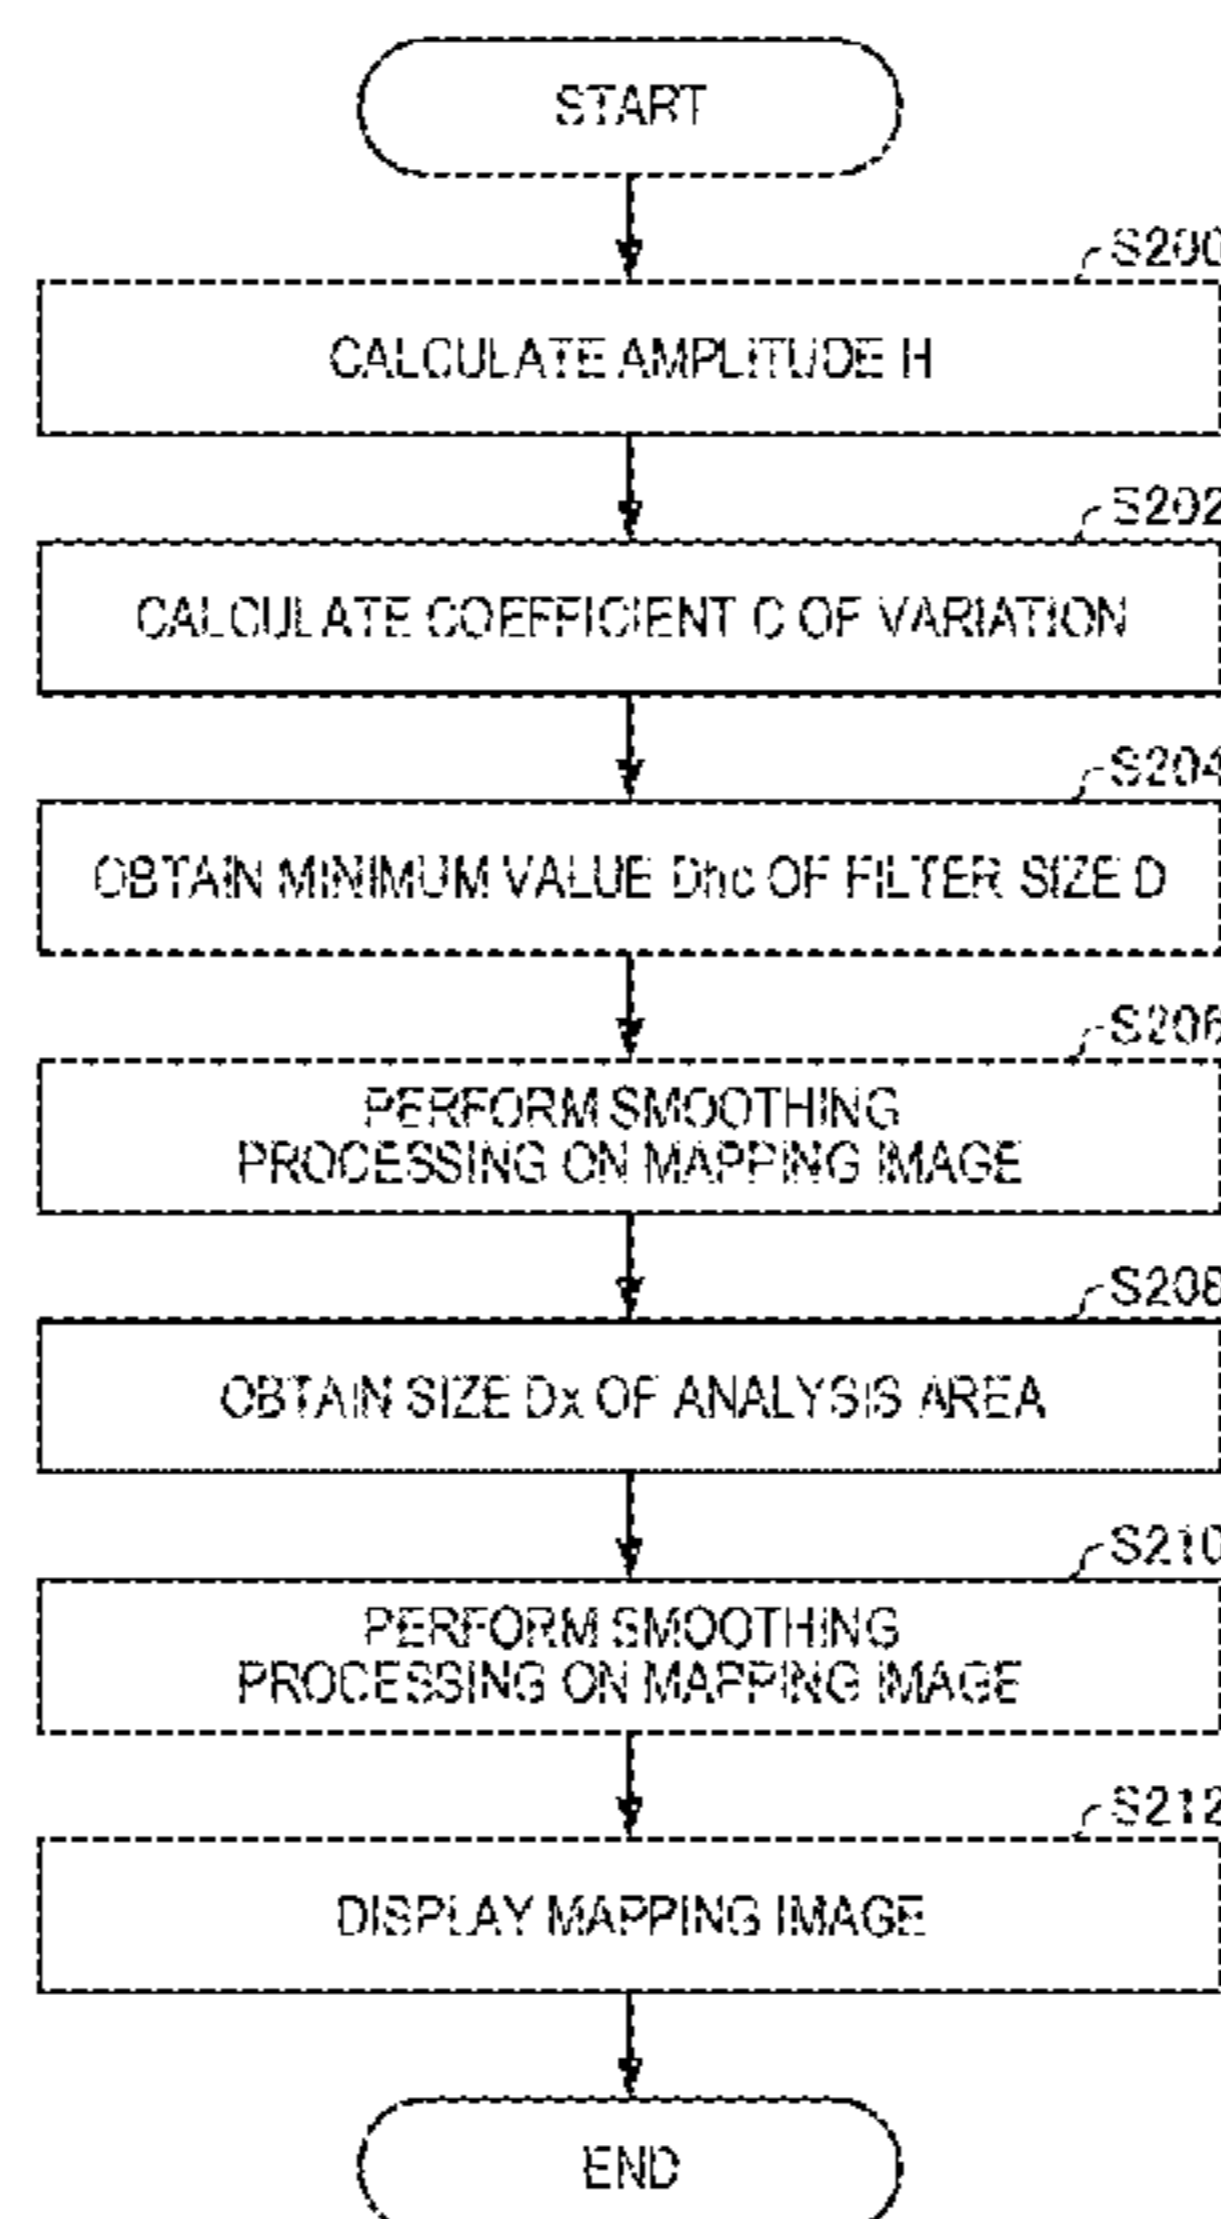 START
S200
CALCULATE AMPLITUDE H
S202
CALCULATE COEFFICIENT C OF VARIATION
S204
OBTAIN MINIMUM VALUE Dhc OF FILTER SIZE D
S206
PERFORM SMOOTHING
PROCESSING ON MAPPING IMAGE
S208
OBTAIN SIZE Dx OF ANALYSIS AREA
S210
PERFORM SMOOTHING
PROCESSING ON MAPPING IMAGE
S212
DISPLAY MAPPING IMAGE
END